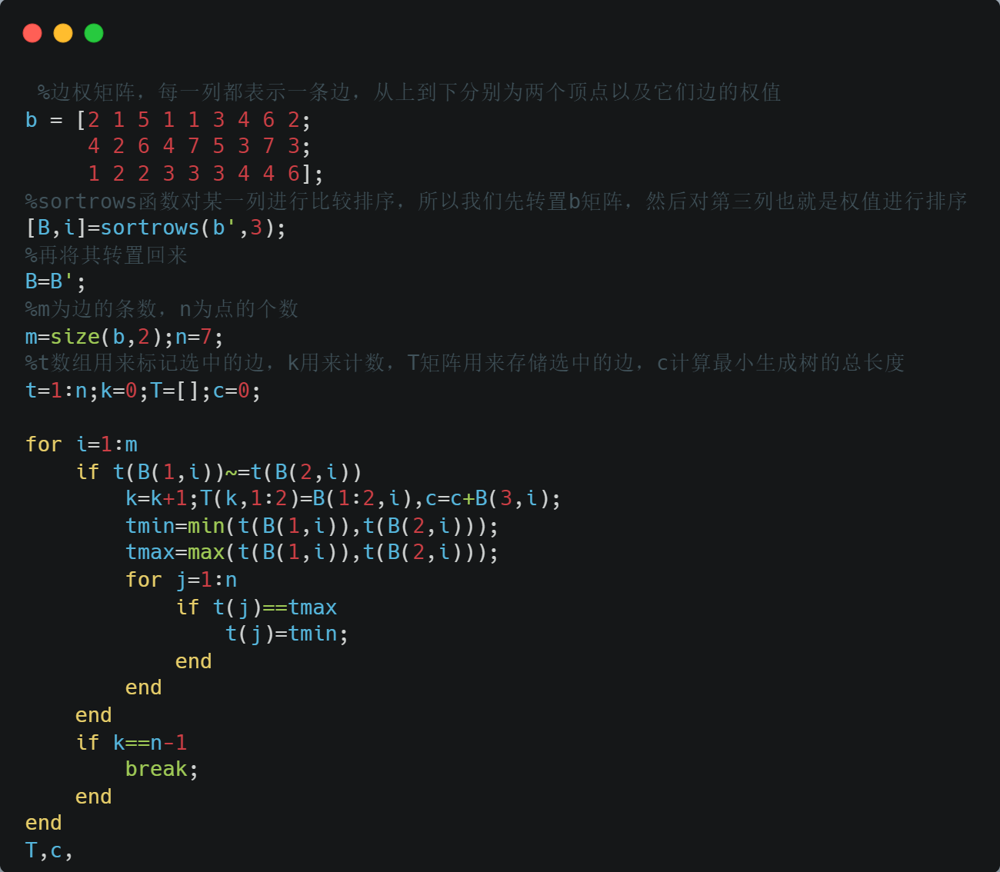 %边权矩阵，每一列都表示一条边，从上到下分别为两个顶点以及它们边的权值
b = [2 1 5 1 1 3 4 6 2;
     4 2 6 4 7 5 3 7 3;
     1 2 2 3 3 3 4 4 6];
%sortrows函数对某一列进行比较排序，所以我们先转置b矩阵，然后对第三列也就是权值进行排序
[B,i]=sortrows(b',3);
%再将其转置回来
B=B';
%m为边的条数，n为点的个数
m=size(b,2);n=7;
%t数组用来标记选中的边，k用来计数，T矩阵用来存储选中的边，c计算最小生成树的总长度
t=1:n;k=0;T=[];c=0;
for i=1:m
    if t(B(1,i))~=t(B(2,i))
        k=k+1;T(k,1:2)=B(1:2,i),c=c+B(3,i);
        tmin=min(t(B(1,i)),t(B(2,i)));
        tmax=max(t(B(1,i)),t(B(2,i)));
        for j=1:n
            if t(j)==tmax
                t(j)=tmin;
            end
        end
    end
    if k==n-1
        break;
    end
end
T,c,